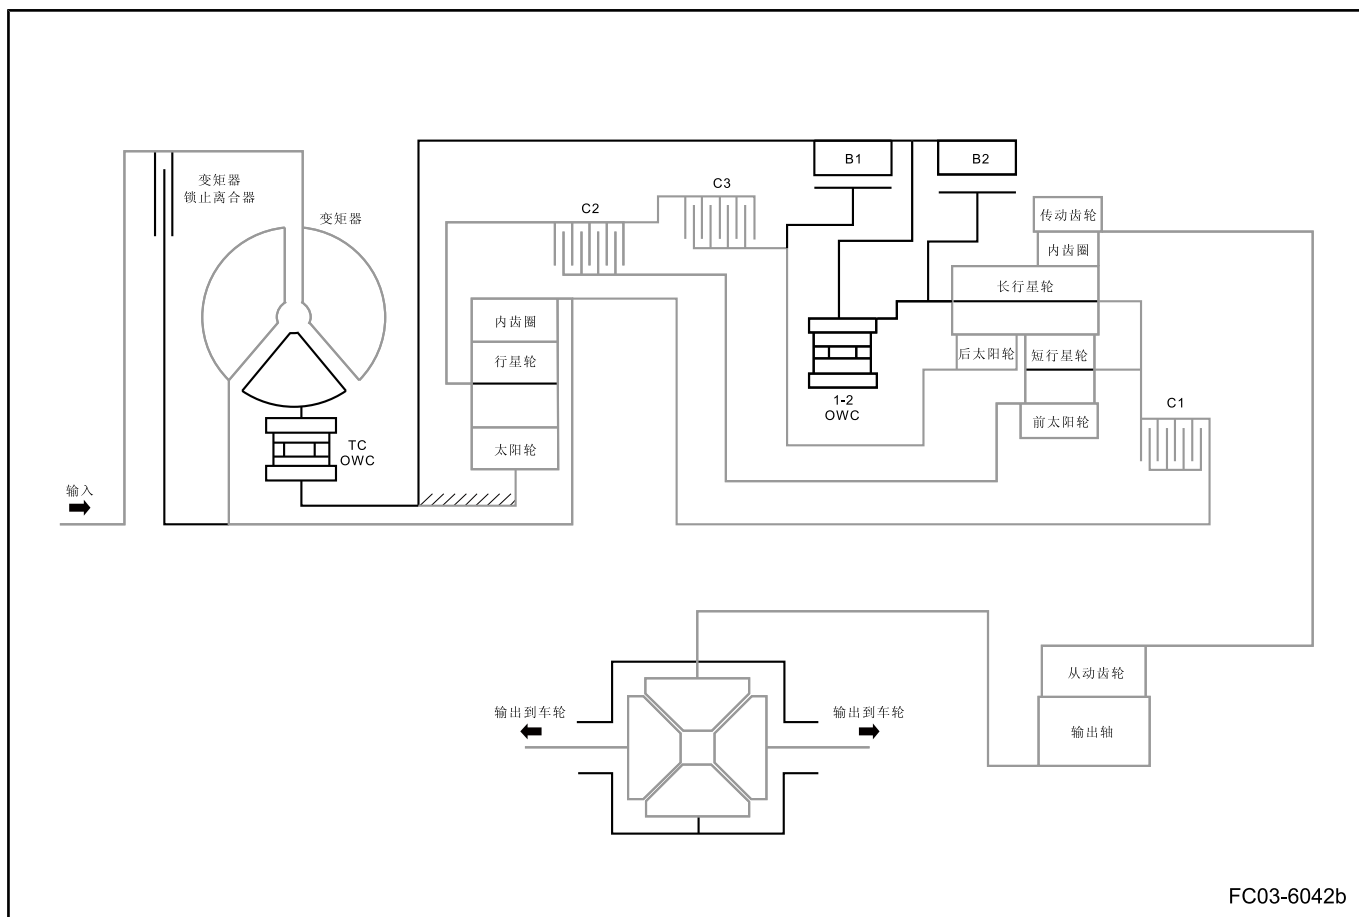 B1
B2
变矩器
锁止离合器
C3
C2
变矩器
传动齿轮
内齿圈
长行星轮
内齿圈
行星轮
后太阳轮
短行星轮
1-2
OWC
C1
前太阳轮
太阳轮
TC
OWC
输入
从动齿轮
输出到车轮
输出到车轮
输出轴
FC03-6042b